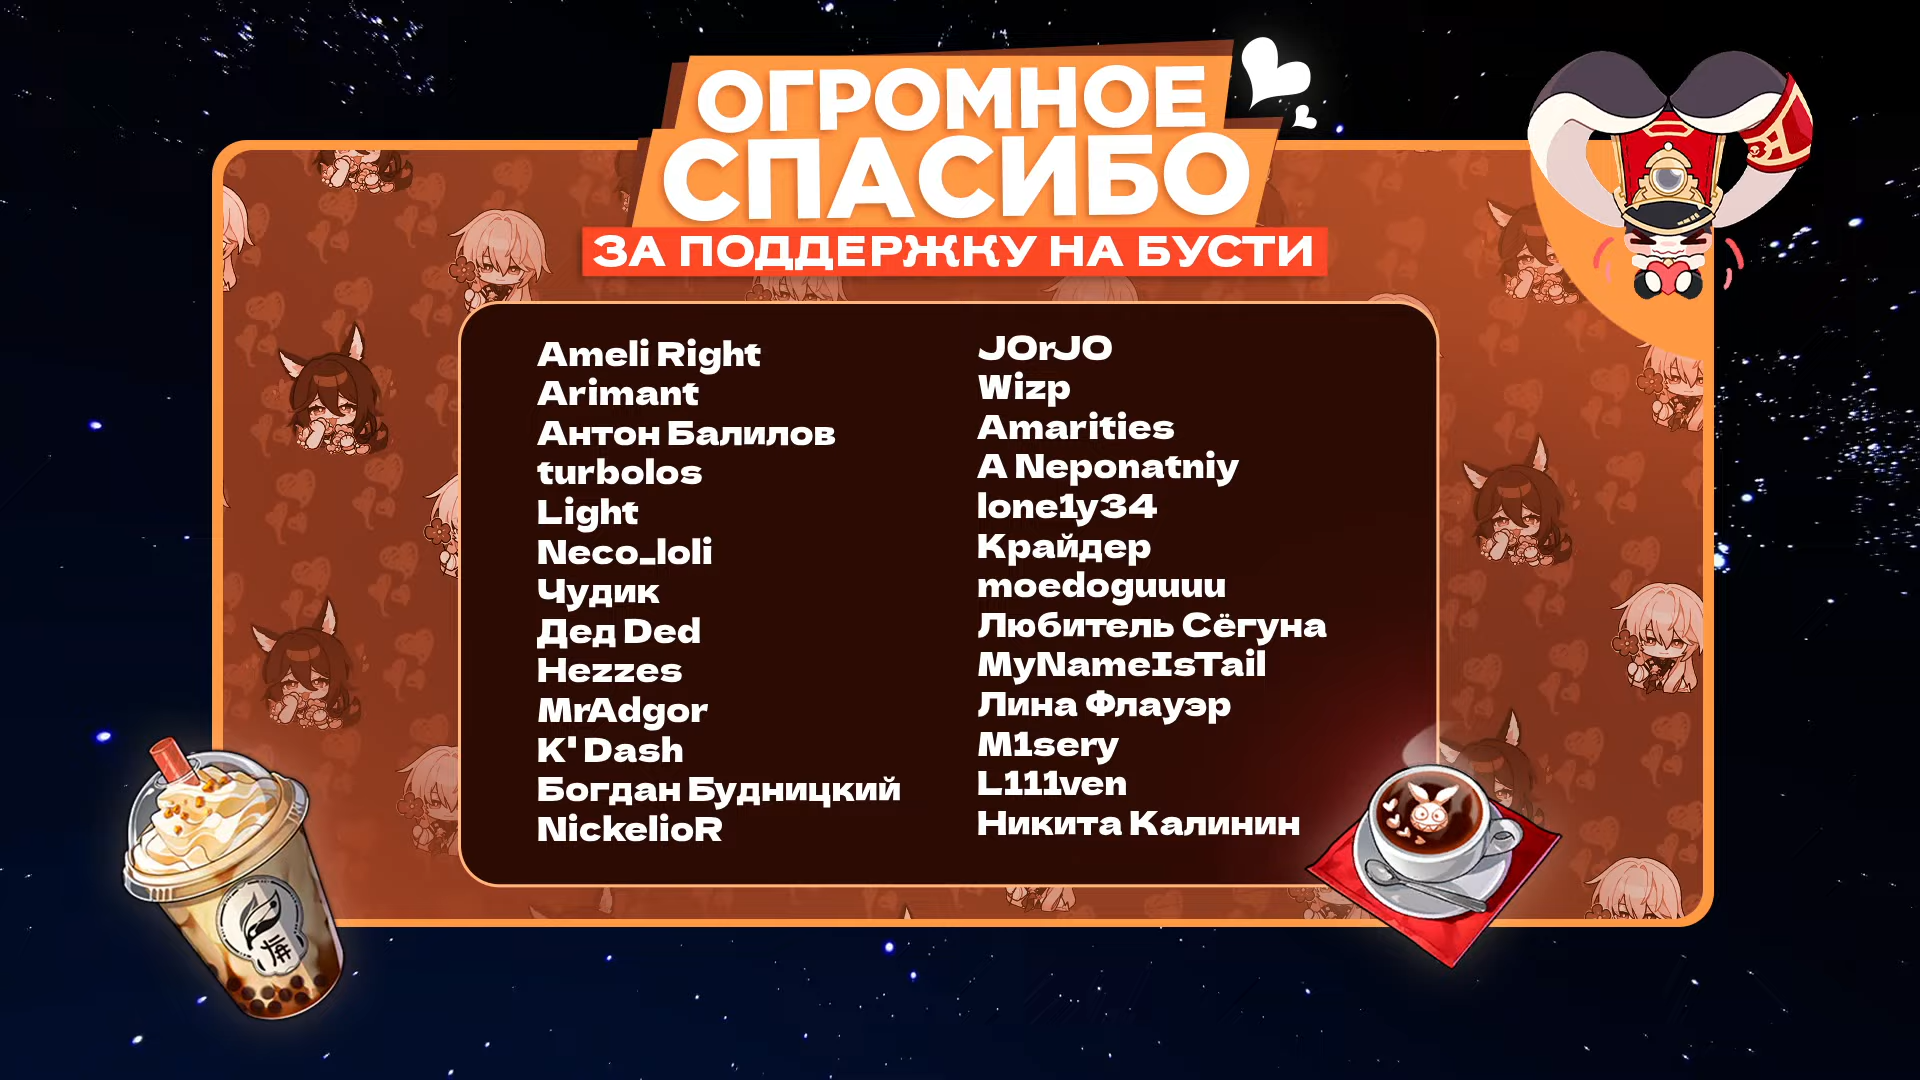 ОГРОМНОЕ
СПАСИБО
ЗА ПОДДЕРЖКУ НА БУСТИ
Ameli Right
Arimant
Антон Балилов
turbolos
Light
Neco_loli
Чудик
Дед Ded
Hezzes
MrAdgor
K' Dash
Богдан Будницкий
NickelioR
JOrJO
Wizp
Amarities
A Neponatniy
lone1y34
Крайдер
moedoguuuu
Любитель Сёгуна
MyNameIsTail
Лина Флауэр
M1sery
L111ven
Никита Калинин